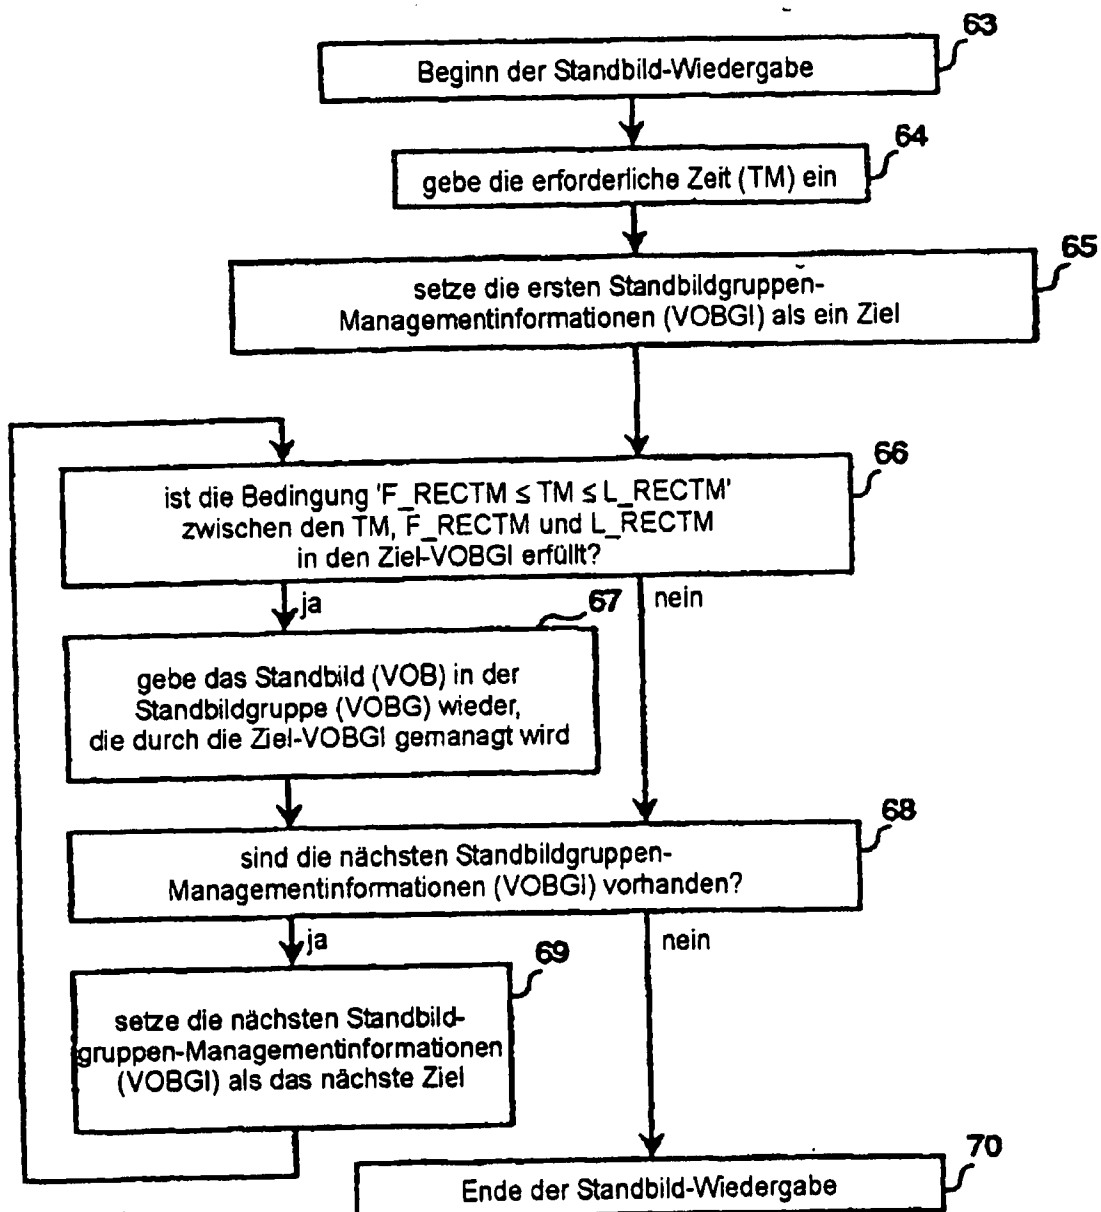 63
Beginn der Standbild-Wiedergabe
64
gebe die erforderliche Zeit (TM) ein
65
setze die ersten Standbildgruppen-
Managementinformationen (VOBGI) als ein Ziel
66
ist die Bedingung 'F_RECTM ≤ TM ≤ L_RECTM'
zwischen den TM, F_RECTM und L_RECTM
in den Ziel-VOBGI erfüllt?
ja
67
nein
gebe das Standbild (VOB) in der
Standbildgruppe (VOBG) wieder,
die durch die Ziel-VOBGI gemanagt wird
68
sind die nächsten Standbildgruppen-
Managementinformationen (VOBGI) vorhanden?
ja
nein
69
setze die nächsten Standbild-
gruppen-Managementinformationen
(VOBGI) als das nächste Ziel
70
Ende der Standbild-Wiedergabe